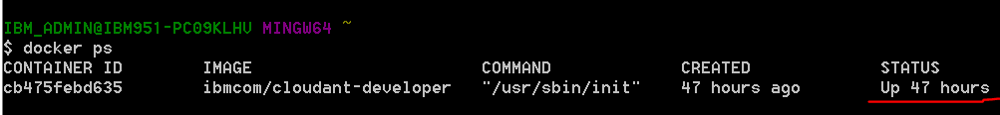 IBM_ADMIN@IBM951-PC09KLHV MINGW64 ~
$ docker ps
CONTAINER ID IMAGE COMMAND CREATED STATUS
cb475febd635 ibmcom/cloudant-developer "/usr/sbin/init" 47 hours ago Up 47 hours